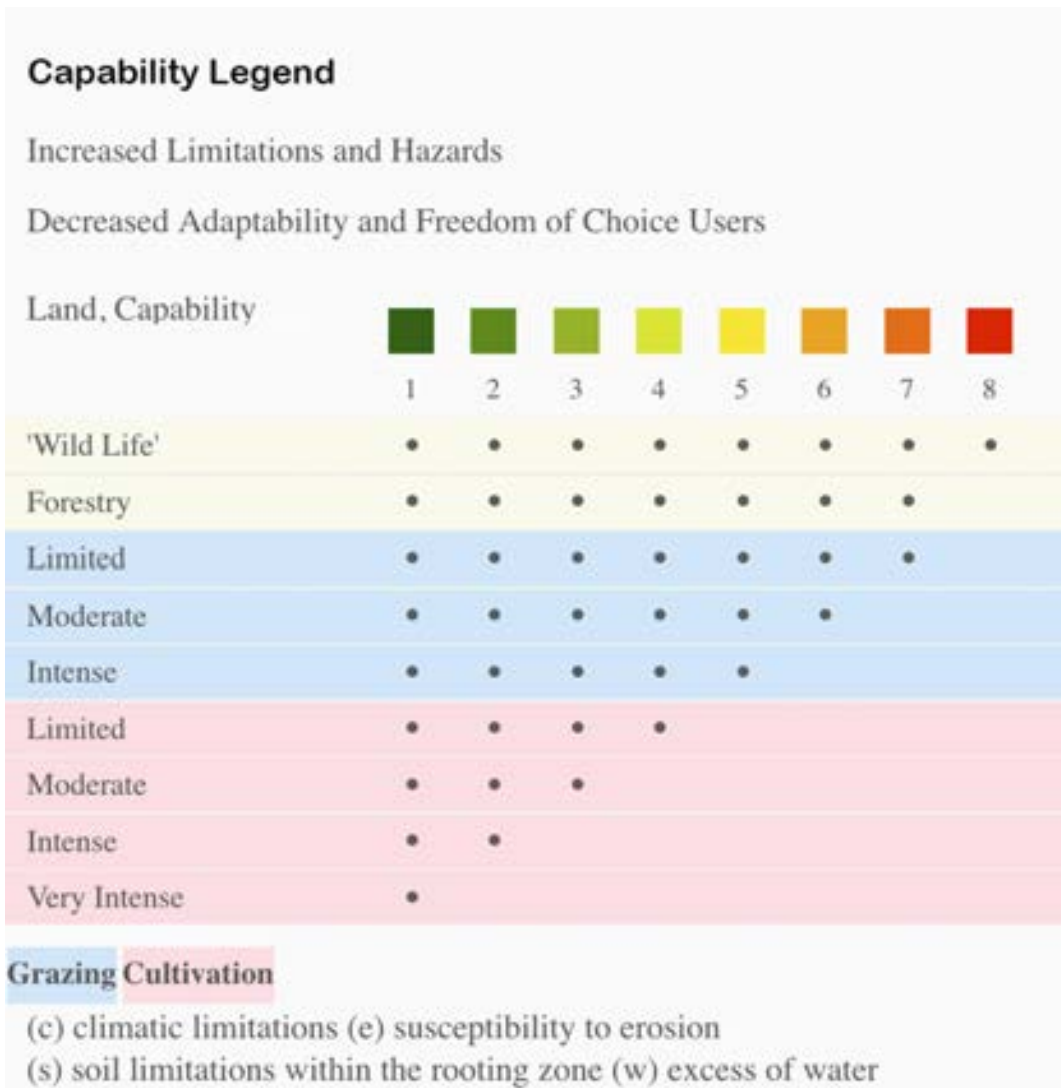 Capability Legend
Increased Limitations and Hazards
Decreased Adaptability and Freedom of Choice Users
Land, Capability
1 2 3 4 5 6 7 8
'Wild Life'
Forestry
Limited
Moderate
Intense
Limited
Moderate
Intense
Very Intense
Grazing Cultivation
(c) climatic limitations (e) susceptibility to erosion
(s) soil limitations within the rooting zone (w) excess of water